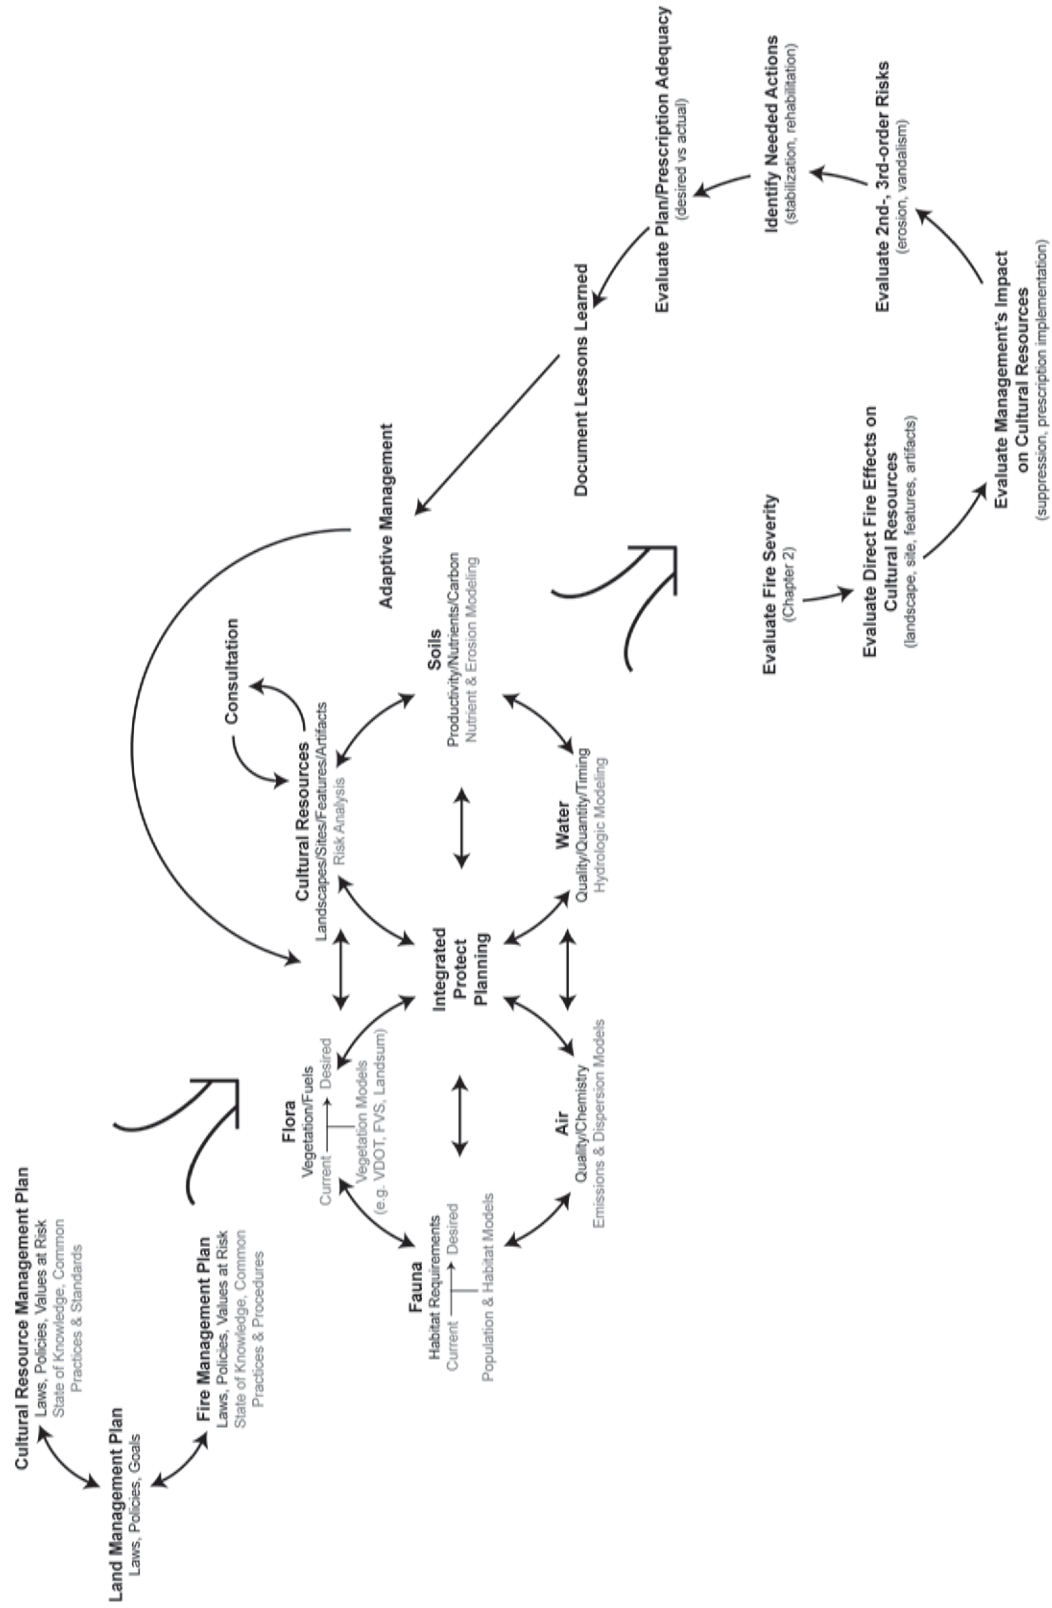 Cultural Resource Management Plan
Laws, Policies, Values at Risk
State of Knowledge, Common
Practices & Standards
Land Management Plan
Laws, Policies, Goals
Fire Management Plan
Laws, Policies, Values at Risk
State of Knowledge, Common
Practices & Procedures
Consultation
Flora
Vegetation/Fuels
Current
Desired
Vegetation Models
(e.g. VDOT, FVS, Landsum)
Cultural Resources
Landscapes/Sites/Features/Artifacts
Risk Analysis
Adaptive Management
Fauna
Habitat Requirements
Current
Desired
Population & Habitat Models
Integrated
Protect
Planning
Soils
Productivity/Nutrients/Carbon
Nutrient & Erosion Modeling
Air
Quality/Chemistry
Emissions & Dispersion Models
Water
Quality/Quantity/Timing
Hydrologic Modeling
Document Lessons Learned
Evaluate Plan/Prescription Adequacy
(desired vs actual)
Evaluate Fire Severity
(Chapter 2)
Identify Needed Actions
(stabilization, rehabilitation)
Evaluate Direct Fire Effects on
Cultural Resources
(landscape, site, features, artifacts)
Evaluate 2nd-, 3rd-order Risks
(erosion, vandalism)
Evaluate Management's Impact
on Cultural Resources
(suppression, prescription implementation)